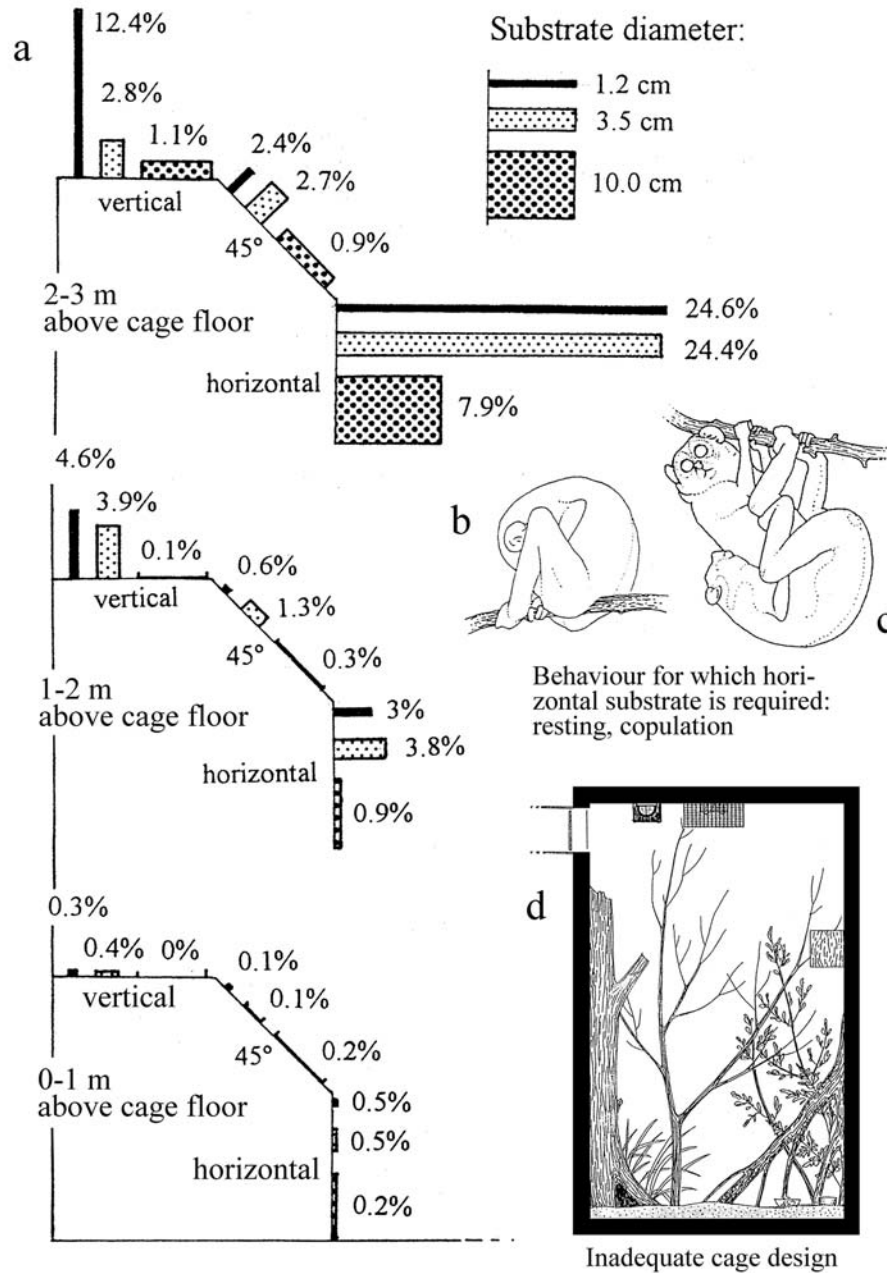 a
12.4%
2.8%
1.1%
vertical
2.4%
2.7%
0.9%
45°
2-3 m
above cage floor
24.6%
24.4%
horizontal
7.9%
Substrate diameter:
1.2 cm
3.5 cm
10.0 cm
4.6%
3.9%
0.1%
vertical
0.6%
1.3%
0.3%
45°
1-2 m
above cage floor
3%
3.8%
horizontal
0.9%
b
c
Behaviour for which hori-
zontal substrate is required:
resting, copulation
0.3%
0.4%
0%
vertical
0.1%
0.1%
0.2%
45°
0-1 m
above cage floor
0.5%
0.5%
horizontal
0.2%
d
Inadequate cage design